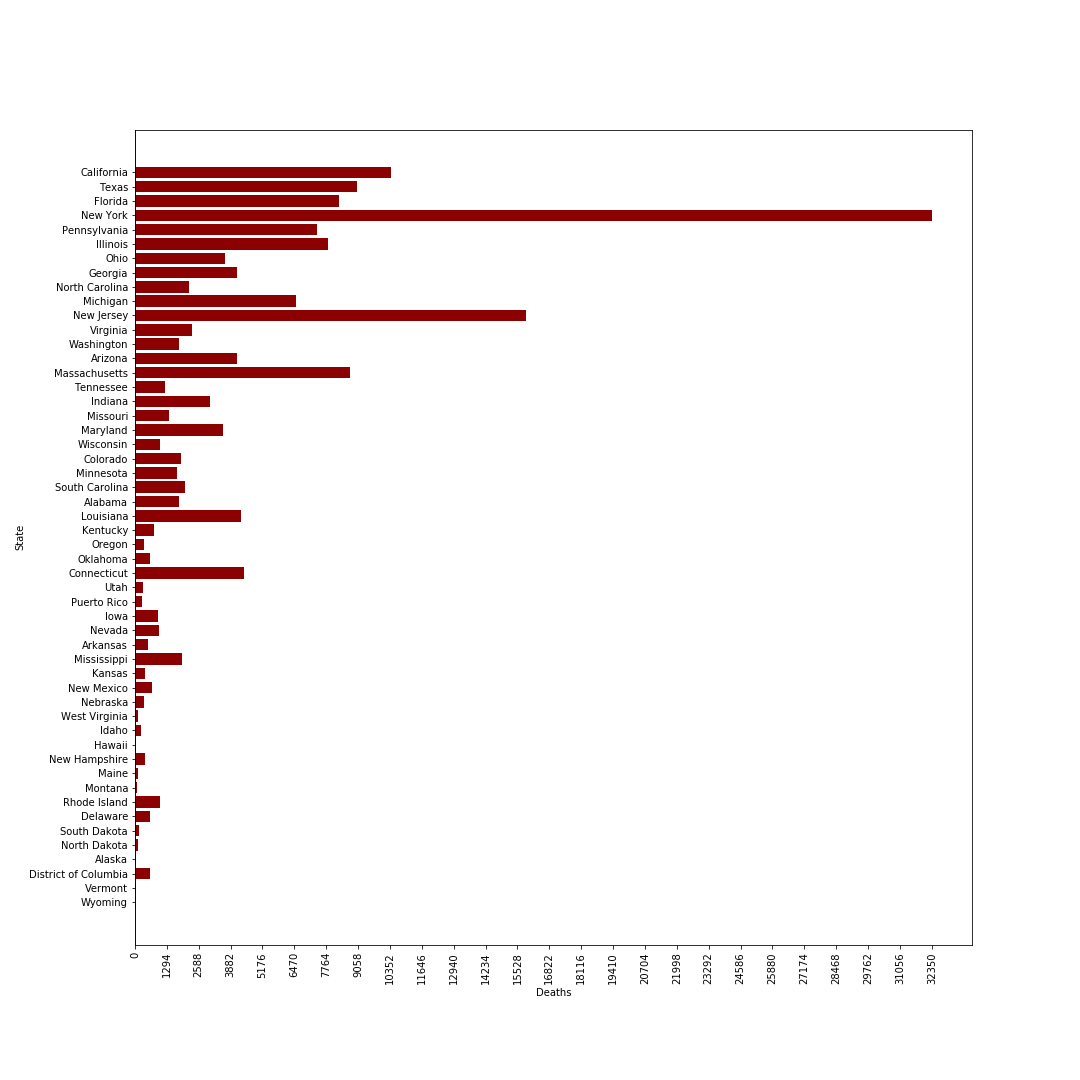 California
Texas
Florida
New York
Pennsylvania
Illinois
Ohio
Georgia
North Carolina
Michigan
New Jersey
Virginia
Washington
Arizona
Massachusetts
Tennessee
Indiana
Missouri
Maryland
Wisconsin
Colorado
Minnesota
South Carolina
Alabama
Louisiana
Kentucky
Oregon
Oklahoma
Connecticut
Utah
Puerto Rico
Iowa
Nevada
Arkansas
Mississippi
Kansas
New Mexico
Nebraska
West Virginia
Idaho
Hawaii
New Hampshire
Maine
Montana
Rhode Island
Delaware
South Dakota
North Dakota
Alaska
District of Columbia
Vermont
Wyoming
State
0
1294
2588
3882
5176
6470
7764
9058
10352
11646
12940
14234
15528
16822
18116
19410
20704
21998
23292
24586
25880
27174
28468
29762
31056
32350
Deaths